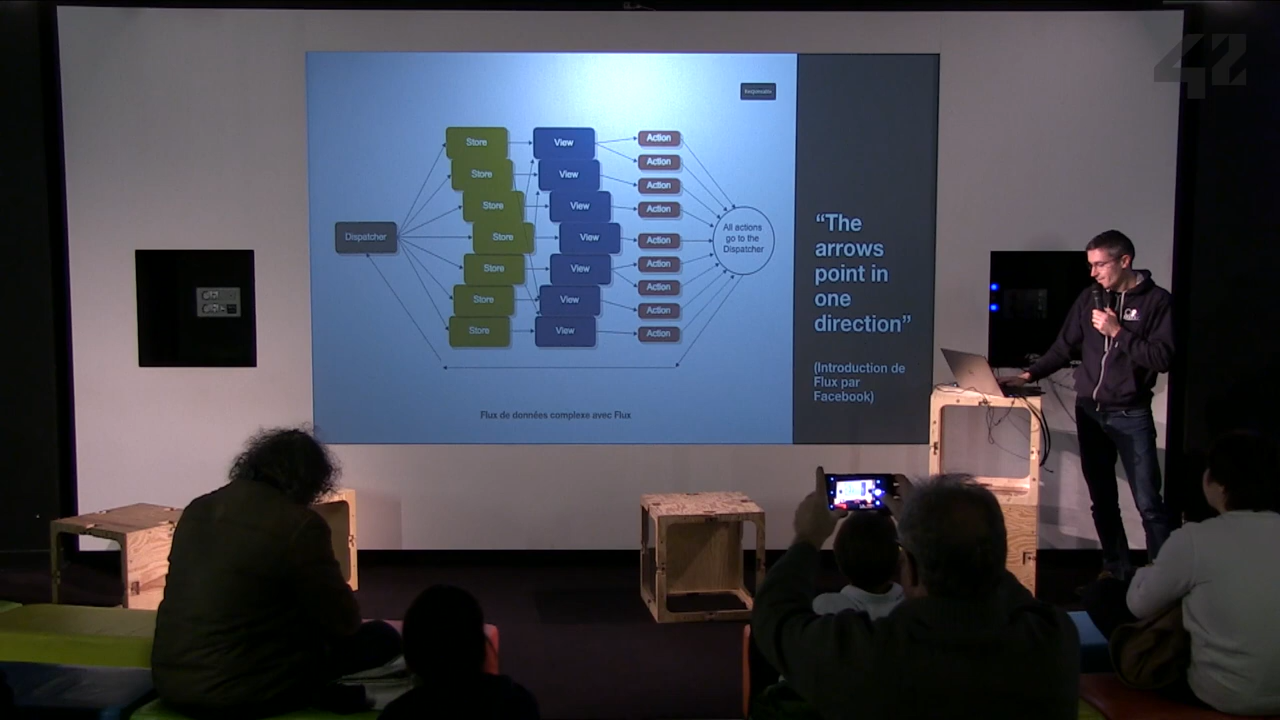 42
Responsable
Store
View
Action
Store
View
Action
Action
Store
View
Action
Dispatcher
Store
View
Action
All actions
go to the
Dispatcher
Store
View
Action
Action
Store
View
Action
Store
View
Action
Flux de données complexe avec Flux
“The
arrows
point in
one
direction”
(Introduction de
Flux par
Facebook)